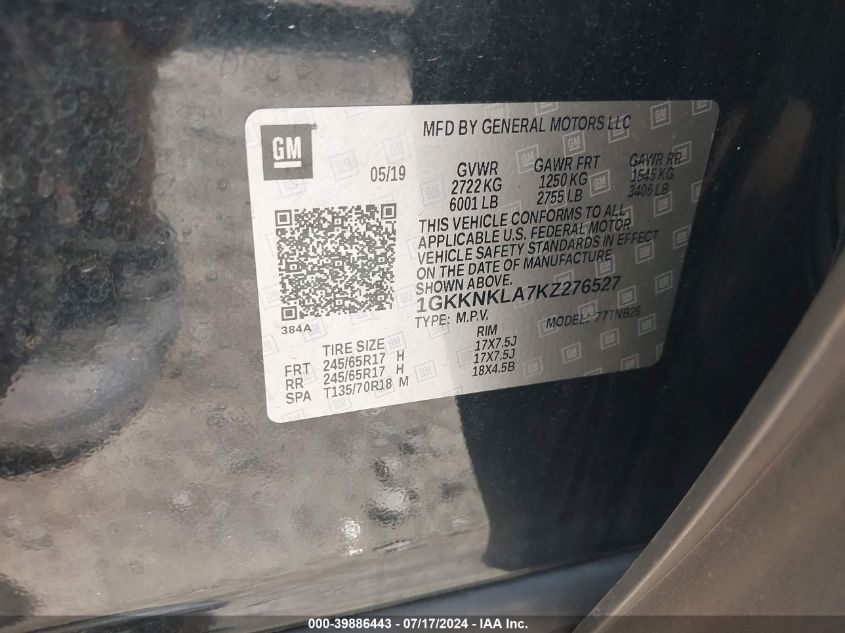 GM
MFD BY GENERAL MOTORS LLC
05/19
GVWR GAWR FRT GAWR RR
2722 KG 1250 KG 1545 KG
6001 LB 2755 LB 3406 LB
THIS VEHICLE CONFORMS TO ALL
APPLICABLE U.S. FEDERAL MOTOR
VEHICLE SAFETY STANDARDS IN EFFECT
ON THE DATE OF MANUFACTURE
SHOWN ABOVE.
1GKKNKLA7KZ276527
TYPE: M.P.V. MODEL: 77TNB26
384A
TIRE SIZE RIM
FRT 245/65R17 H 17X7.5J
RR 245/65R17 H 17X7.5J
SPA T135/70R18 M 18X4.5B
000-39886443 / 07/17/2024 - IAA Inc.